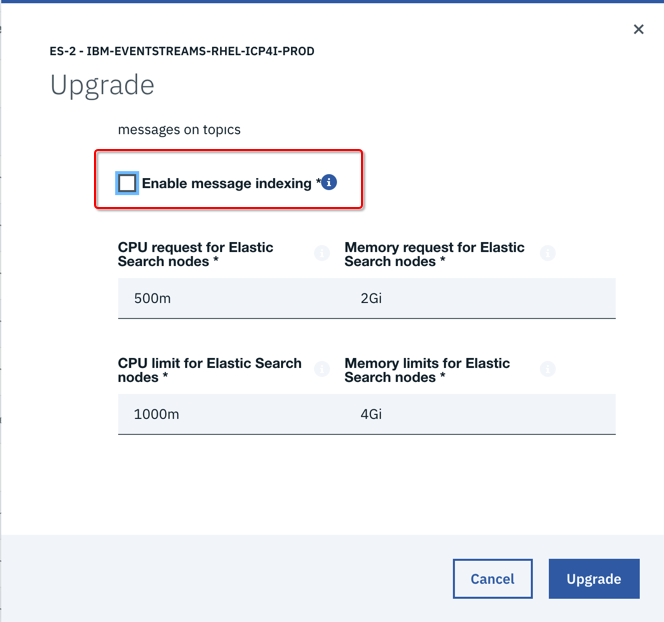 ES-2 - IBM-EVENTSTREAMS-RHEL-ICP4I-PROD
Upgrade
messages on topics
Enable message indexing *
CPU request for Elastic
Search nodes *
Memory request for Elastic
Search nodes *
500m
2Gi
CPU limit for Elastic Search
nodes *
Memory limits for Elastic
Search nodes *
1000m
4Gi
Cancel
Upgrade